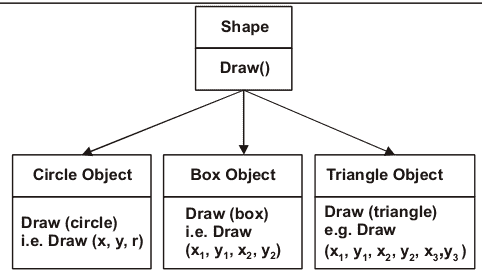 Shape
Draw()
Circle Object
Draw (circle)
i.e. Draw (x, y, r)
Box Object
Draw (box)
i.e. Draw
(x₁, y₁, x₂, y₂)
Triangle Object
Draw (triangle)
e.g. Draw
(x₁, y₁, x₂, y₂, x₃,y₃ )